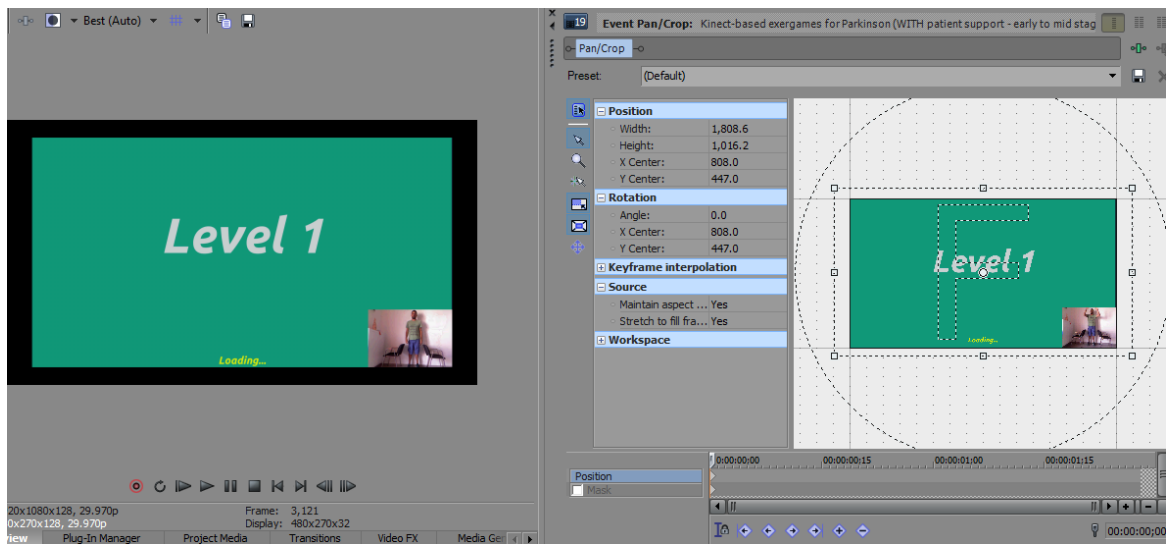 Best (Auto)
19 Event Pan/Crop: Kinect-based exergames for Parkinson (WITH patient support - early to mid stag
Pan/Crop
Preset: (Default)
Position
Width: 1,808.6
Height: 1,016.2
X Center: 808.0
Y Center: 447.0
Rotation
Angle: 0.0
X Center: 808.0
Y Center: 447.0
Keyframe interpolation
Source
Maintain aspect ... Yes
Stretch to fill fra... Yes
Workspace
Level 1
Loading...
Level 1
Loading...
0:00:00;00 00:00:00;15 00:00:01;00 00:00:01;15
Position
Mask
20x1080x128, 29.970p Frame: 3,121
0x270x128, 29.970p Display: 480x270x32
view Plug-In Manager Project Media Transitions Video FX Media Ger
00:00:00;00